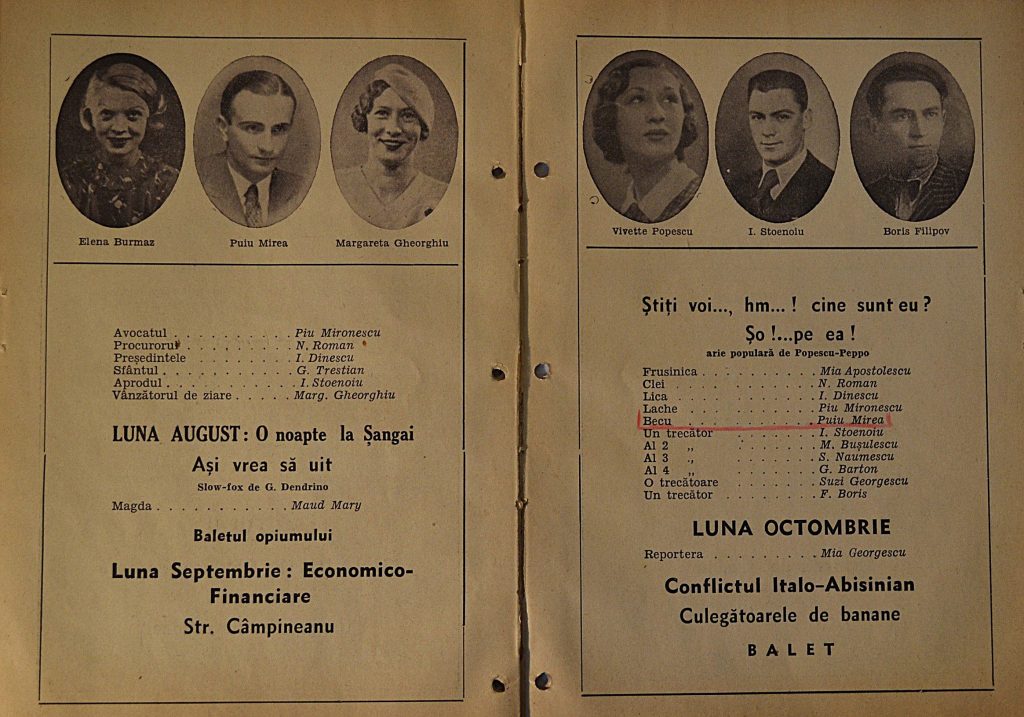 Elena Burmaz
Puiu Mirea
Margareta Gheorghiu
Avocatul . . . . . . . . . . Piu Mironescu
Procurorul . . . . . . . . . N. Roman
Președintele . . . . . . . . I. Dinescu
Sfântul . . . . . . . . . . . G. Trestian
Aprodul . . . . . . . . . . . I. Stoenoiu
Vânzătorul de ziare . . . . . Marg. Gheorghiu
LUNA AUGUST: O noapte la Șangai
Ași vrea să uit
Slow-fox de G. Dendrino
Magda . . . . . . . . . . . Maud Mary
Baletul opiumului
Luna Septembrie: Economico-
Financiare
Str. Câmpineanu
Vivette Popescu
I. Stoenoiu
Boris Filipov
Știți voi..., hm...! cine sunt eu?
Șo !...pe ea!
arie populară de Popescu-Peppo
Frusinica . . . . . . . . . . Mia Apostolescu
Clei . . . . . . . . . . N. Roman
Lica . . . . . . . . . . I. Dinescu
Lache . . . . . . . . . . Piu Mironescu
Becu . . . . . . . . . . Puiu Mirea
Un trecător . . . . . . . I. Stoenoiu
Al 2 „ . . . . . . . M. Bușulescu
Al 3 „ . . . . . . . S. Naumescu
Al 4 „ . . . . . . . G. Barton
O trecătoare . . . . . . . Suzi Georgescu
Un trecător . . . . . . . F. Boris
LUNA OCTOMBRIE
Reportera . . . . . . . . . Mia Georgescu
Conflictul Italo-Abisinian
Culegătoarele de banane
BALET